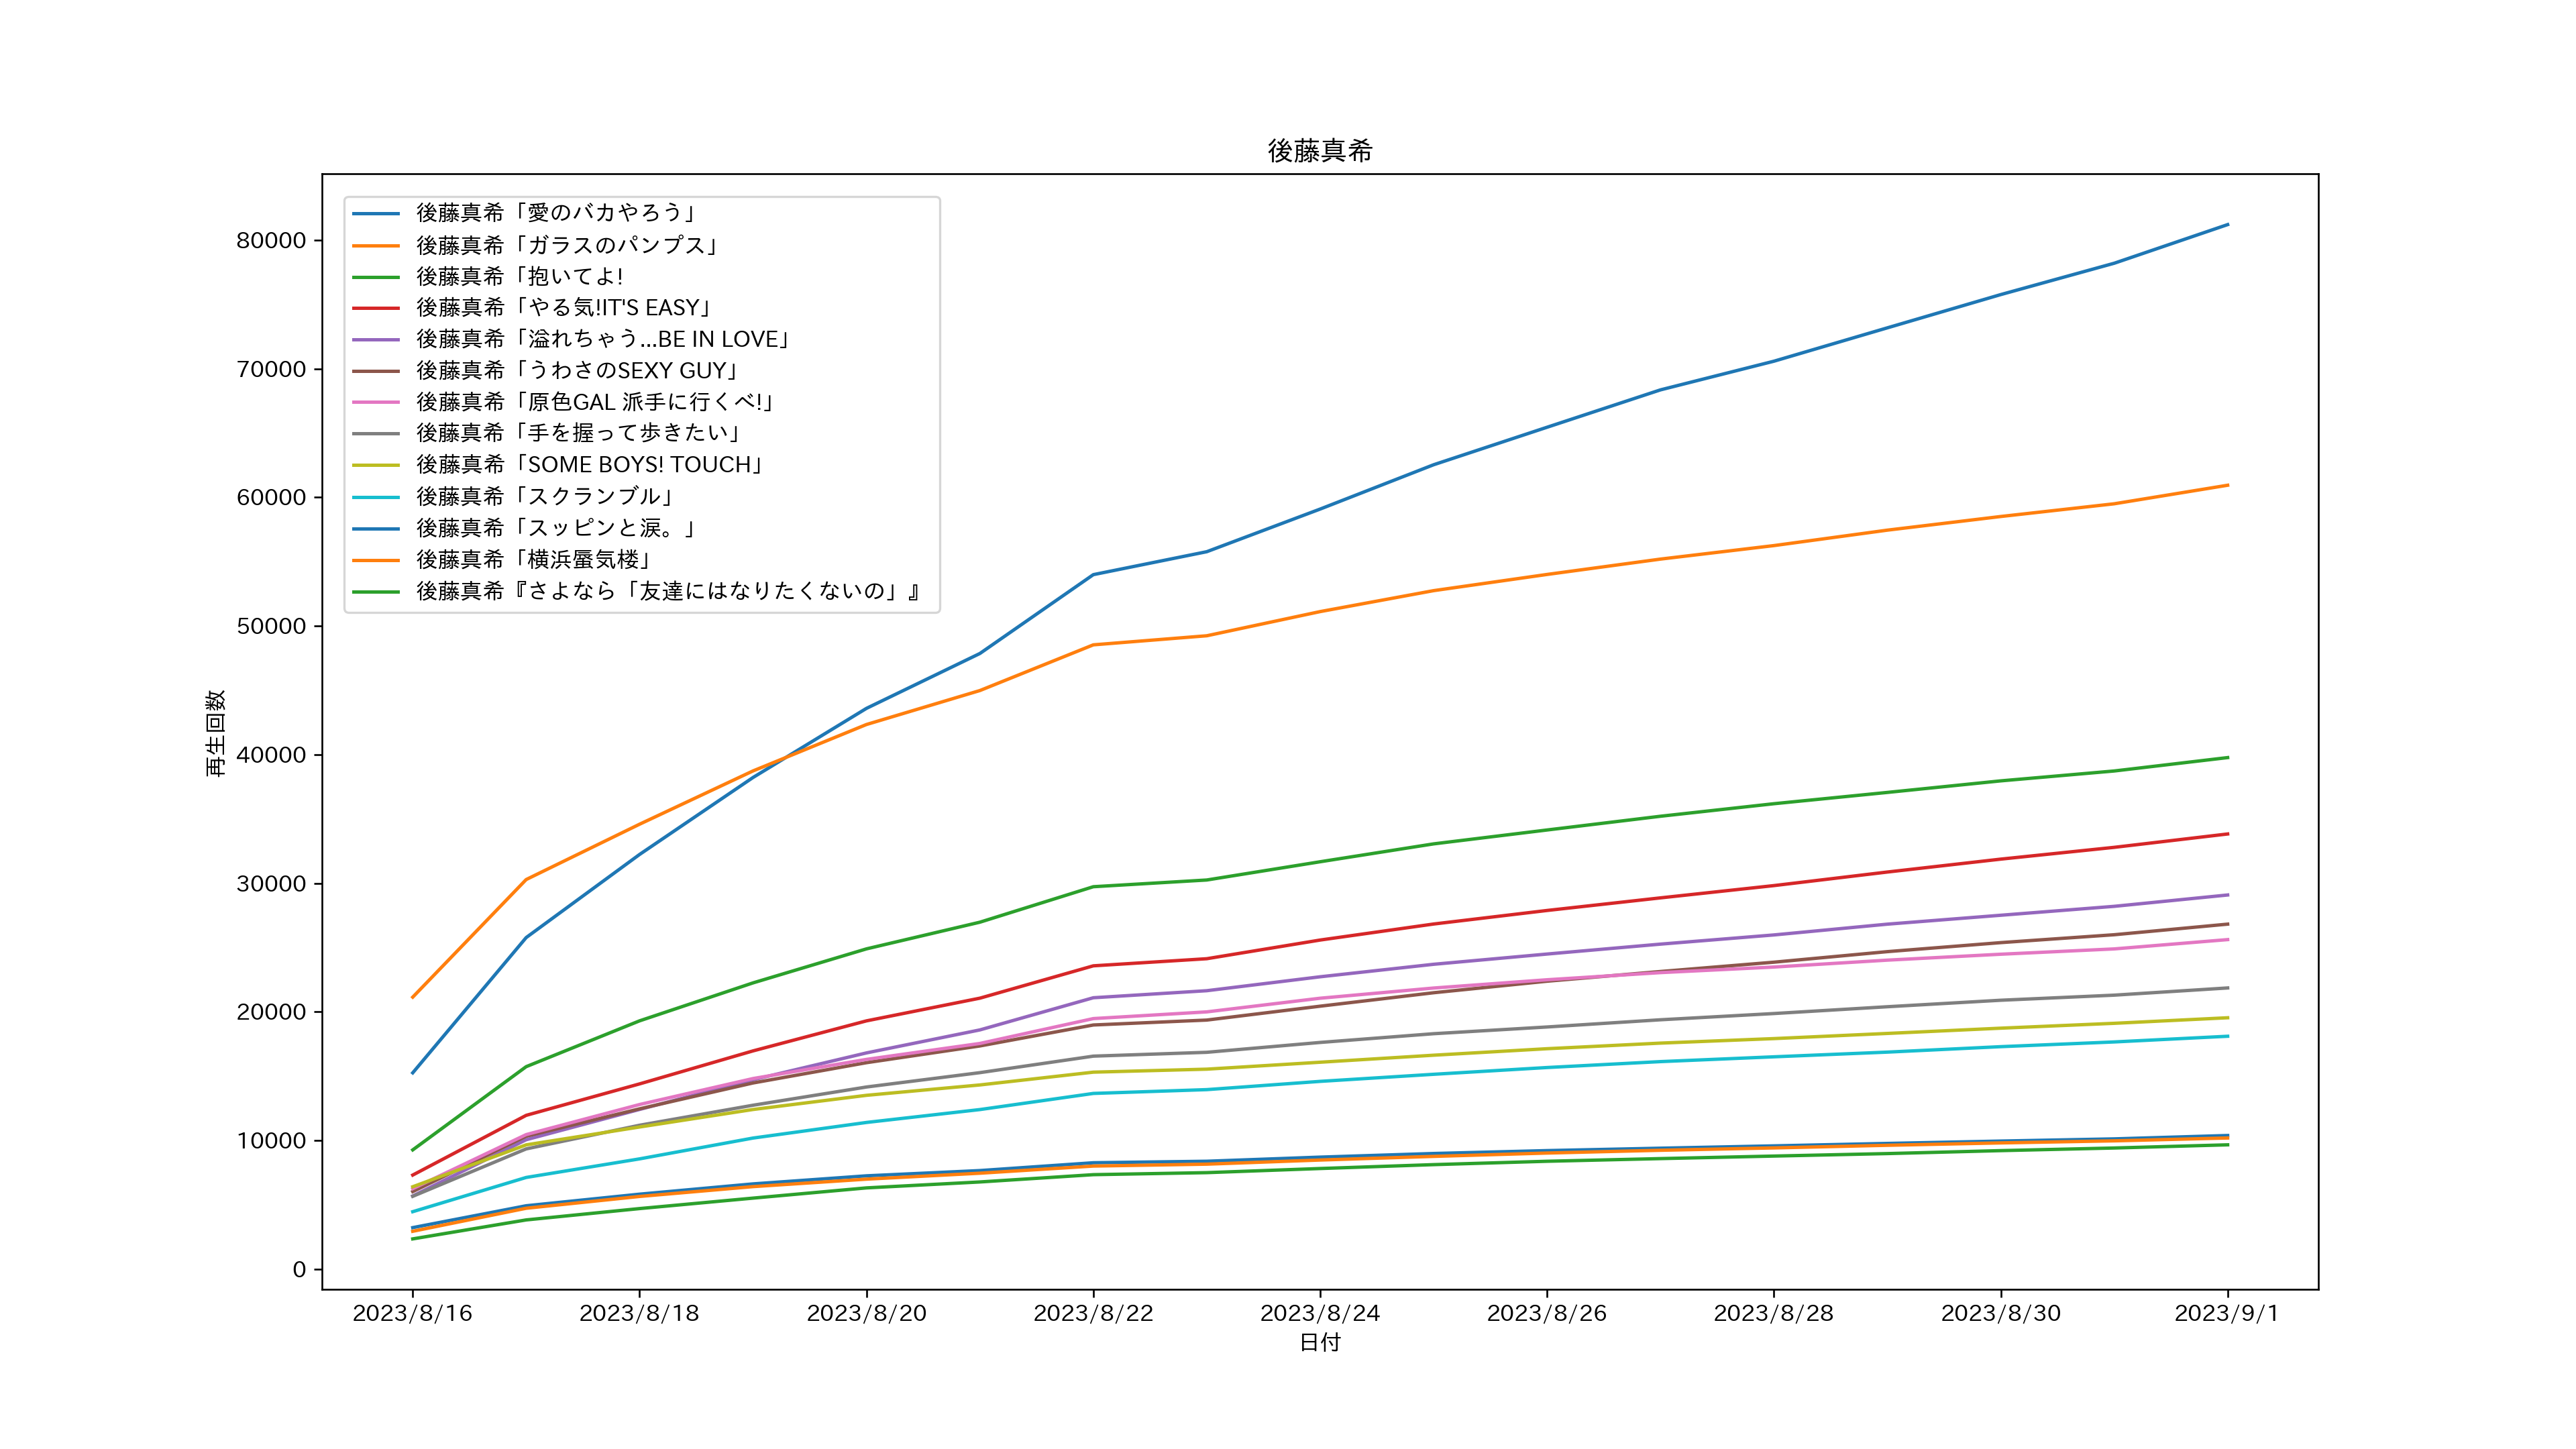 後藤真希
後藤真希「愛のバカやろう」
後藤真希「ガラスのパンプス」
後藤真希「抱いてよ!
後藤真希「やる気!IT'S EASY」
後藤真希「溢れちゃう...BE IN LOVE」
後藤真希「うわさのSEXY GUY」
後藤真希「原色GAL 派手に行くべ!」
後藤真希「手を握って歩きたい」
後藤真希「SOME BOYS! TOUCH」
後藤真希「スクランブル」
後藤真希「スッピンと涙。」
後藤真希「横浜蜃気楼」
後藤真希『さよなら「友達にはなりたくないの」』
80000
70000
60000
50000
40000
30000
20000
10000
0
再生回数
2023/8/16 2023/8/18 2023/8/20 2023/8/22 2023/8/24 2023/8/26 2023/8/28 2023/8/30 2023/9/1
日付